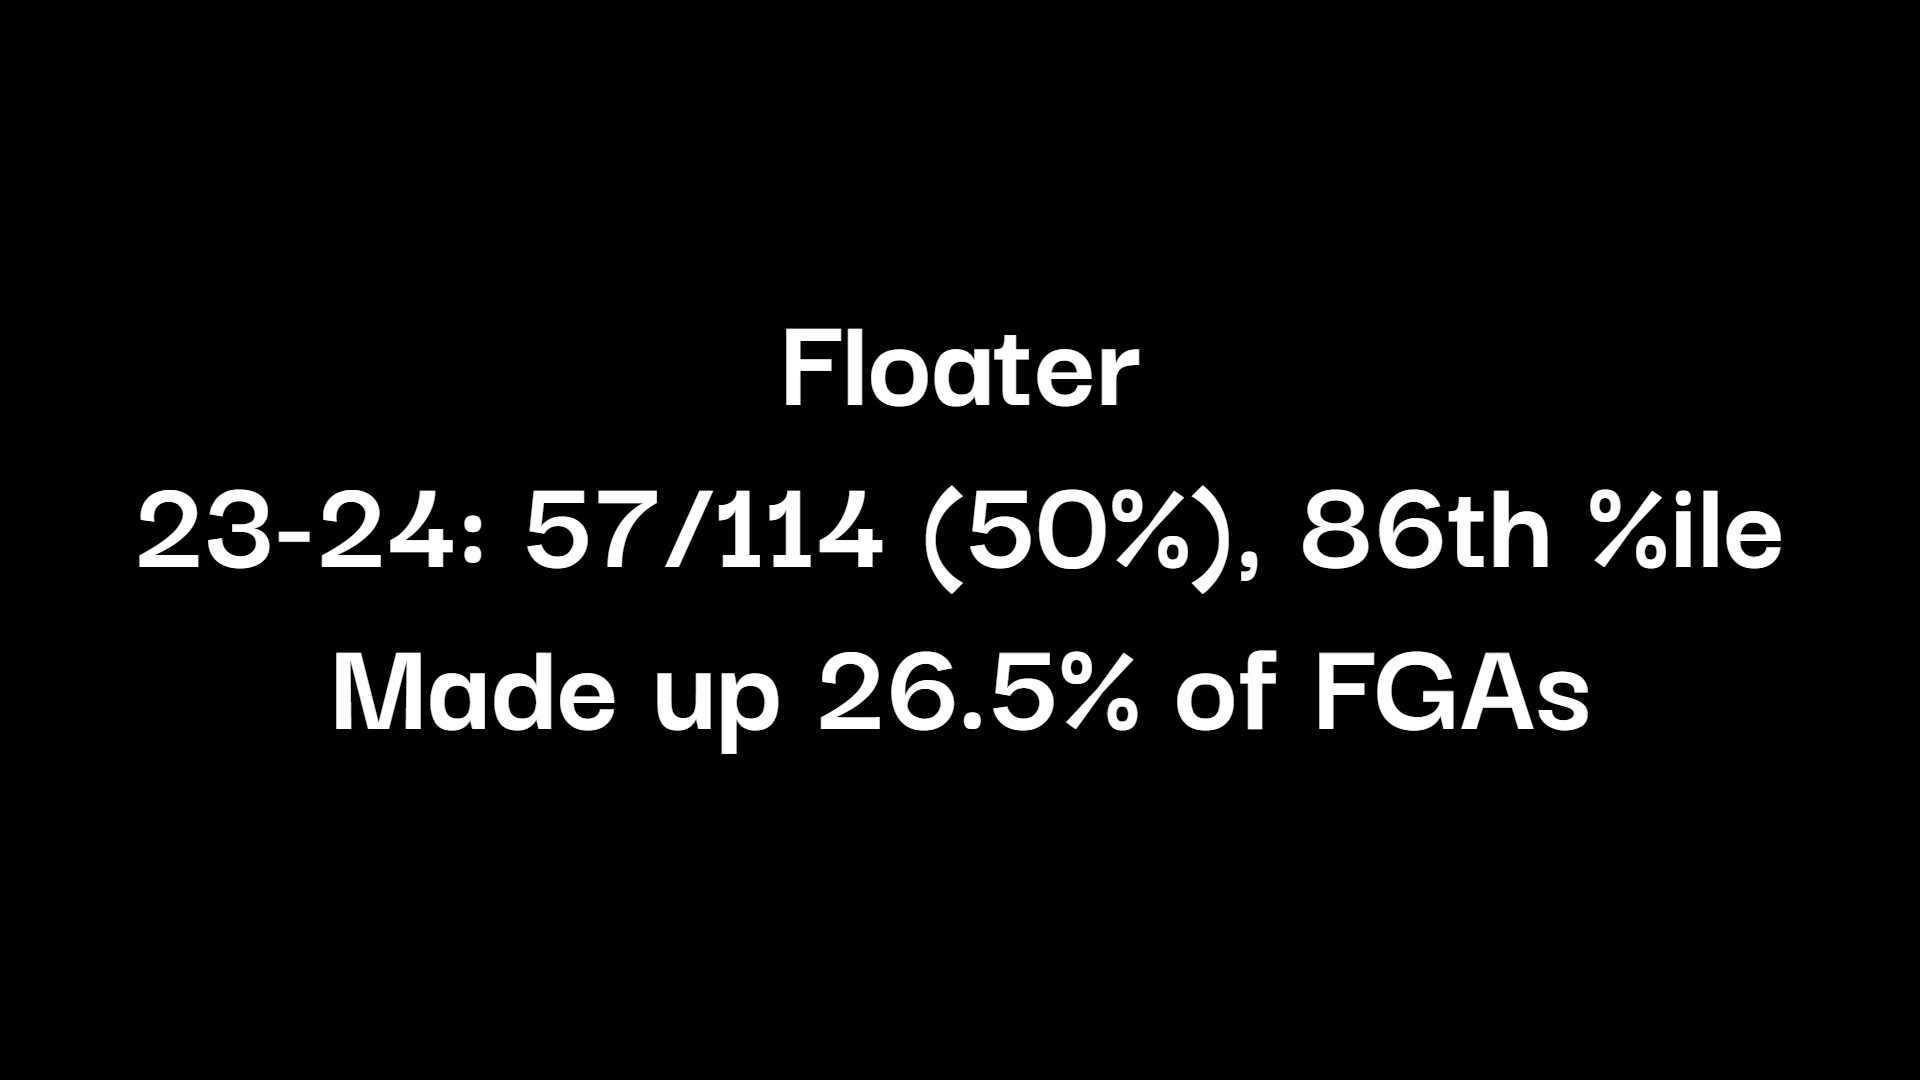 Floater
23-24: 57/114 (50%), 86th %ile
Made up 26.5% of FGAs